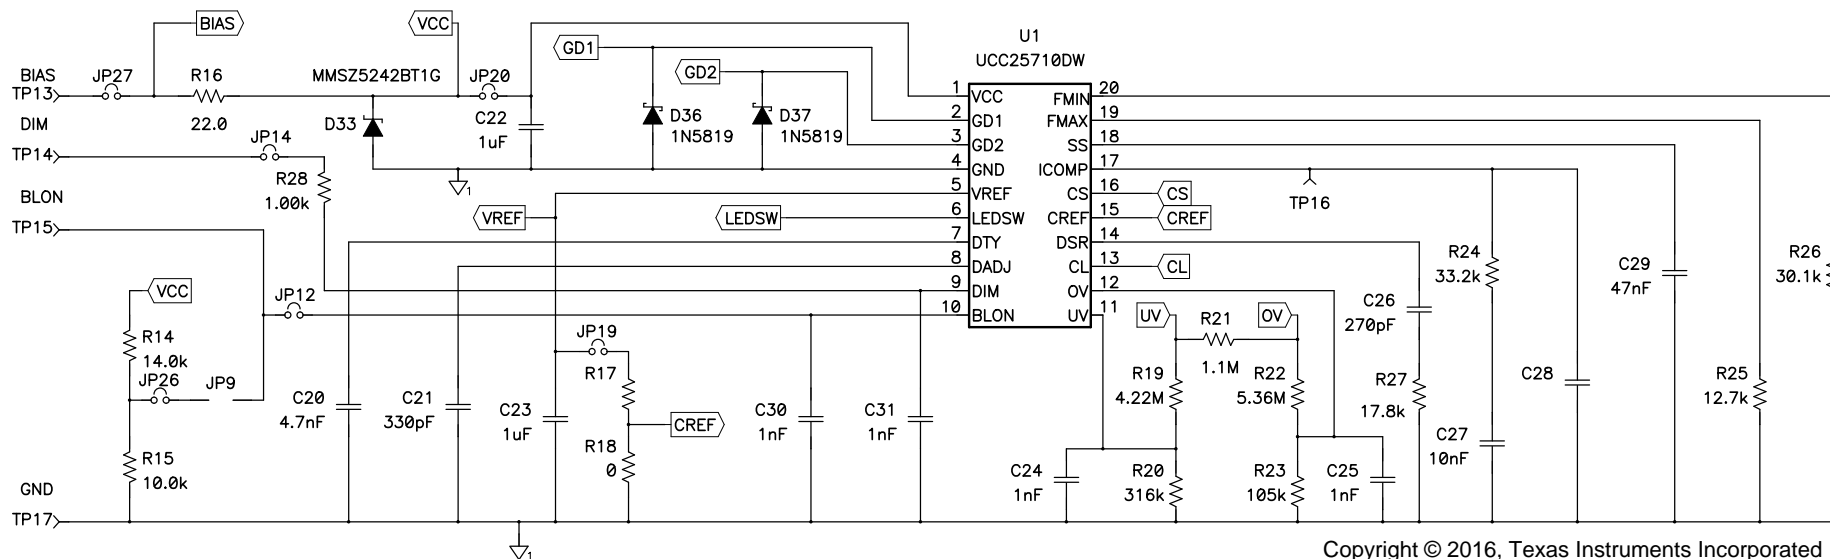 BIAS
VCC
U1
UCC25710DW
GD1
GD2
BIAS
TP13
JP27
R16
22.0
MMSZ5242BT1G
D33
JP20
C22
1uF
D36
1N5819
D37
1N5819
DIM
TP14
JP14
R28
1.00k
BLON
TP15
VREF
LEDSW
1
VCC
2
GD1
3
GD2
4
GND
5
VREF
6
LEDSW
7
DTY
8
DADJ
9
DIM
10
BLON
FMIN
20
FMAX
19
SS
18
ICOMP
17
CS
16
CREF
15
DSR
14
CL
13
OV
12
UV
11
1
CS
CREF
CL
TP16
VCC
R14
14.0k
JP26
JP9
JP12
R15
10.0k
C20
4.7nF
C21
330pF
C23
1uF
JP19
R17
R18
0
CREF
C30
1nF
C31
1nF
UV
R21
1.1M
OV
R19
4.22M
R22
5.36M
C24
1nF
R20
316k
R23
105k
C25
1nF
C26
270pF
R27
17.8k
R24
33.2k
C27
10nF
C28
C29
47nF
R25
12.7k
R26
30.1k
GND
TP17
1
Copyright © 2016, Texas Instruments Incorporated